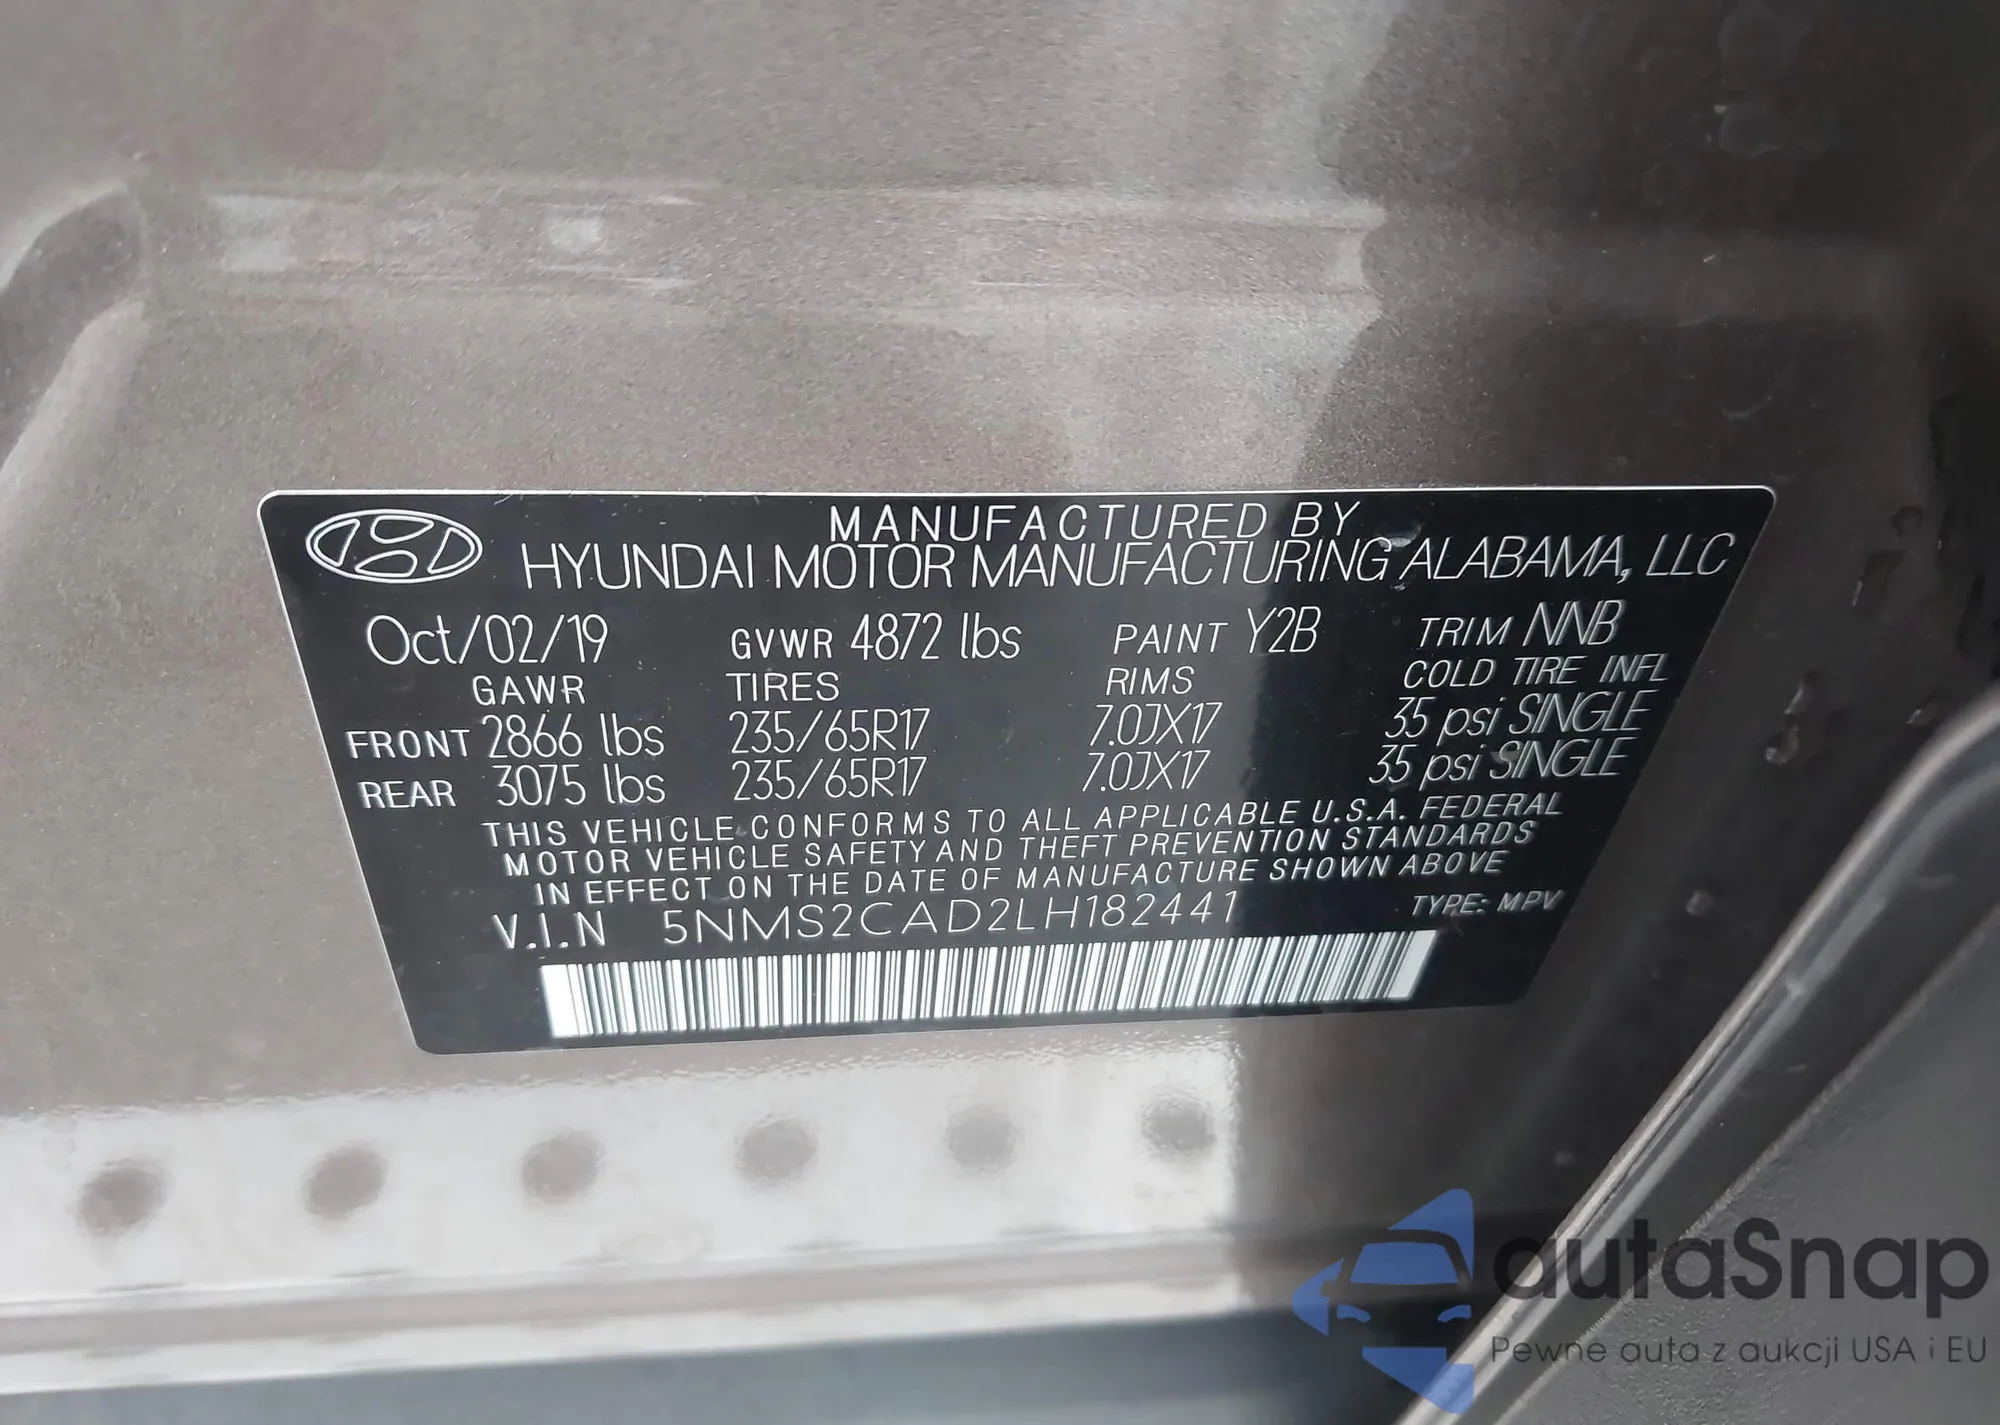 MANUFACTURED BY
HYUNDAI MOTOR MANUFACTURING ALABAMA, LLC
Oct/02/19 GVWR 4872 lbs PAINT Y2B TRIM NNB
GAWR TIRES RIMS COLD TIRE INFL
FRONT 2866 lbs 235/65R17 7.0JX17 35 psi SINGLE
REAR 3075 lbs 235/65R17 7.0JX17 35 psi SINGLE
THIS VEHICLE CONFORMS TO ALL APPLICABLE U.S.A. FEDERAL
MOTOR VEHICLE SAFETY AND THEFT PREVENTION STANDARDS
IN EFFECT ON THE DATE OF MANUFACTURE SHOWN ABOVE
V.I.N 5NMS2CAD2LH182441 TYPE: MPV
autaSnap
Pewne auta z aukcji USA i EU